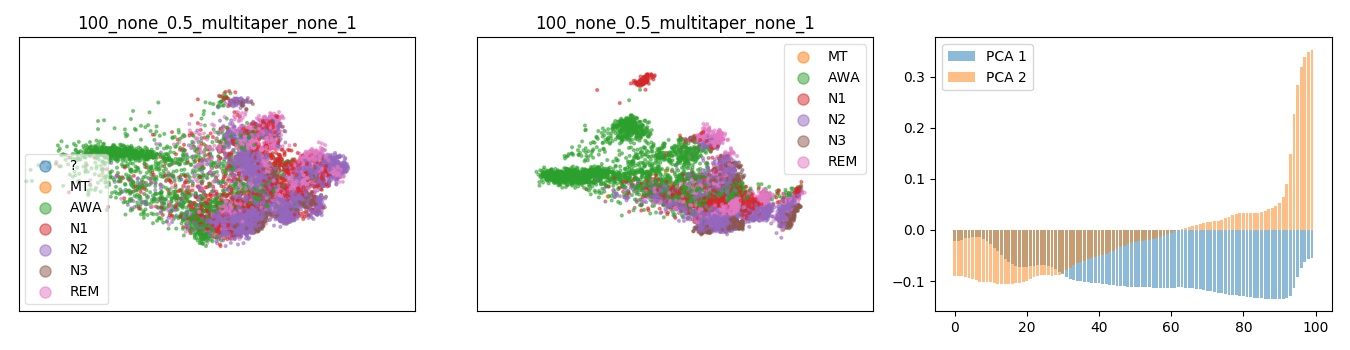 100_none_0.5_multitaper_none_1
?
MT
AWA
N1
N2
N3
REM
100_none_0.5_multitaper_none_1
MT
AWA
N1
N2
N3
REM
PCA 1
PCA 2
0.3
0.2
0.1
0.0
−0.1
0
20
40
60
80
100